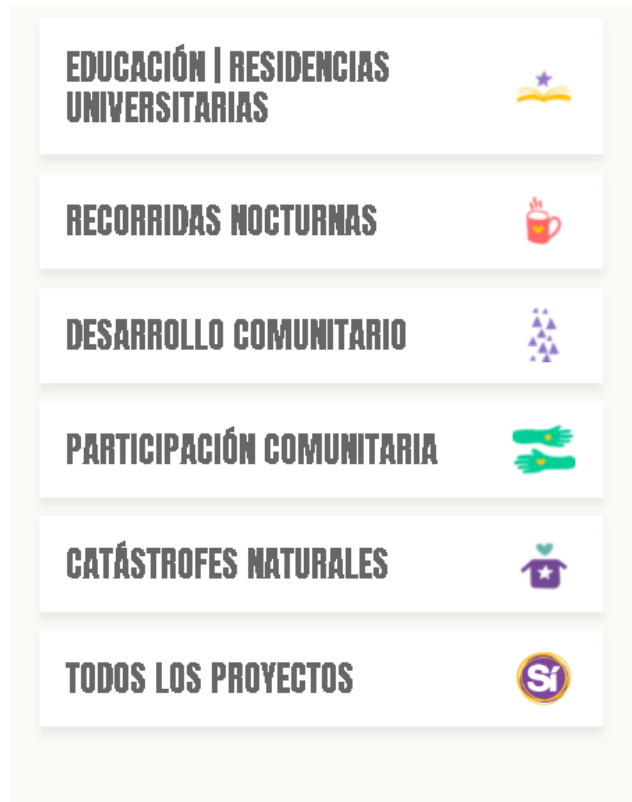 EDUCACIÓN | RESIDENCIAS
UNIVERSITARIAS
RECORRIDAS NOCTURNAS
DESARROLLO COMUNITARIO
PARTICIPACIÓN COMUNITARIA
CATÁSTROFES NATURALES
TODOS LOS PROYECTOS
Sí